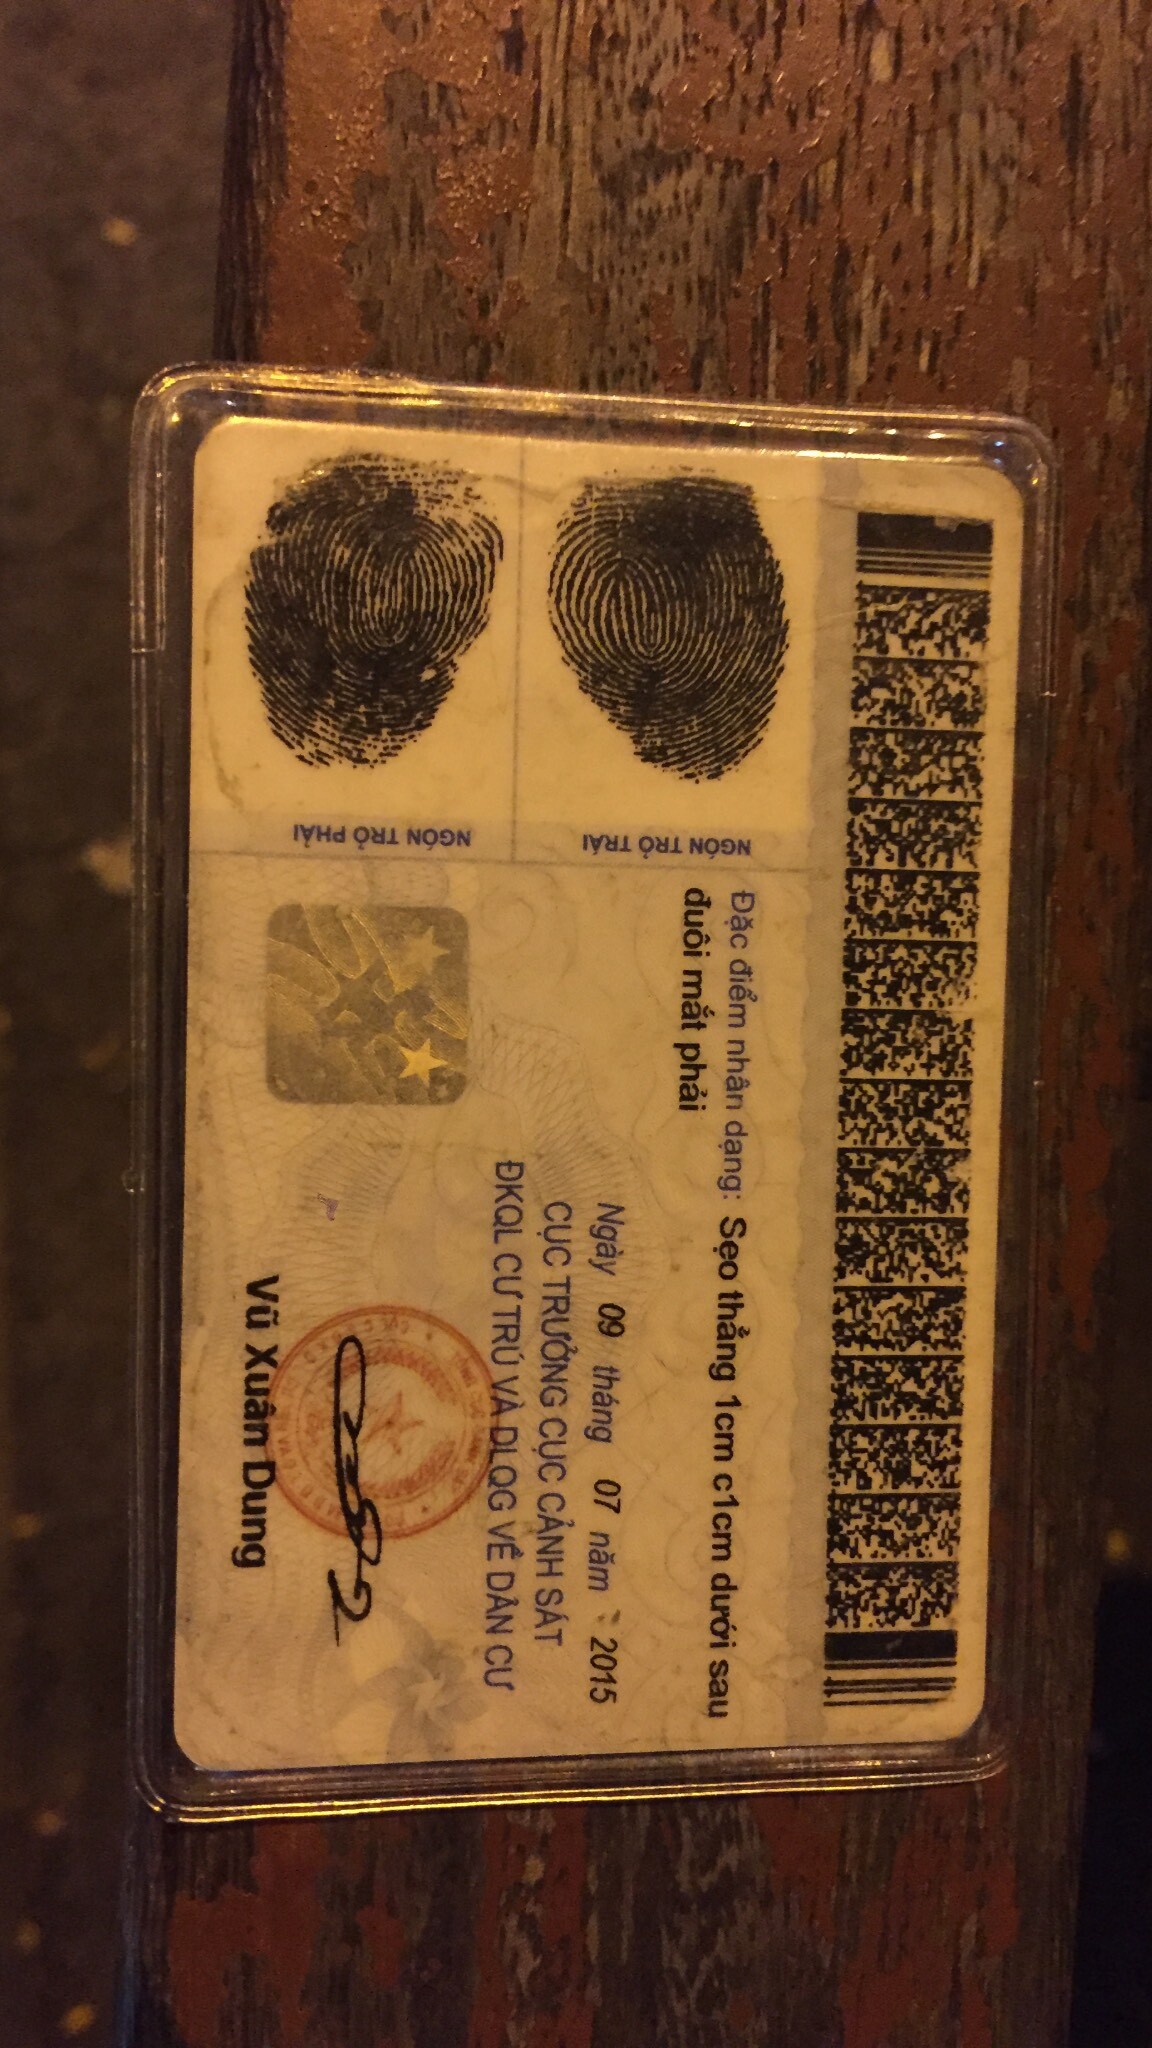 Đặc điểm nhân dạng: Sẹo thẳng 1cm c1cm dưới sau
đuôi mắt phải
NGÓN TRỎ TRÁI
NGÓN TRỎ PHẢI
Ngày 09 tháng 07 năm 2015
CỤC TRƯỞNG CỤC CẢNH SÁT
ĐKQL CƯ TRÚ VÀ DLQG VỀ DÂN CƯ
Vũ Xuân Dung